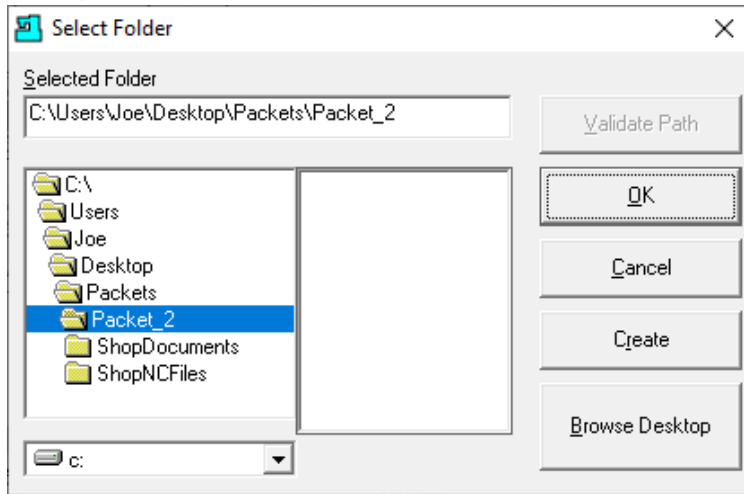 Select Folder
Selected Folder
C:\Users\Joe\Desktop\Packets\Packet_2
Validate Path
C:\
Users
Joe
Desktop
Packets
Packet_2
ShopDocuments
ShopNCFiles
OK
Cancel
Create
Browse Desktop
c: